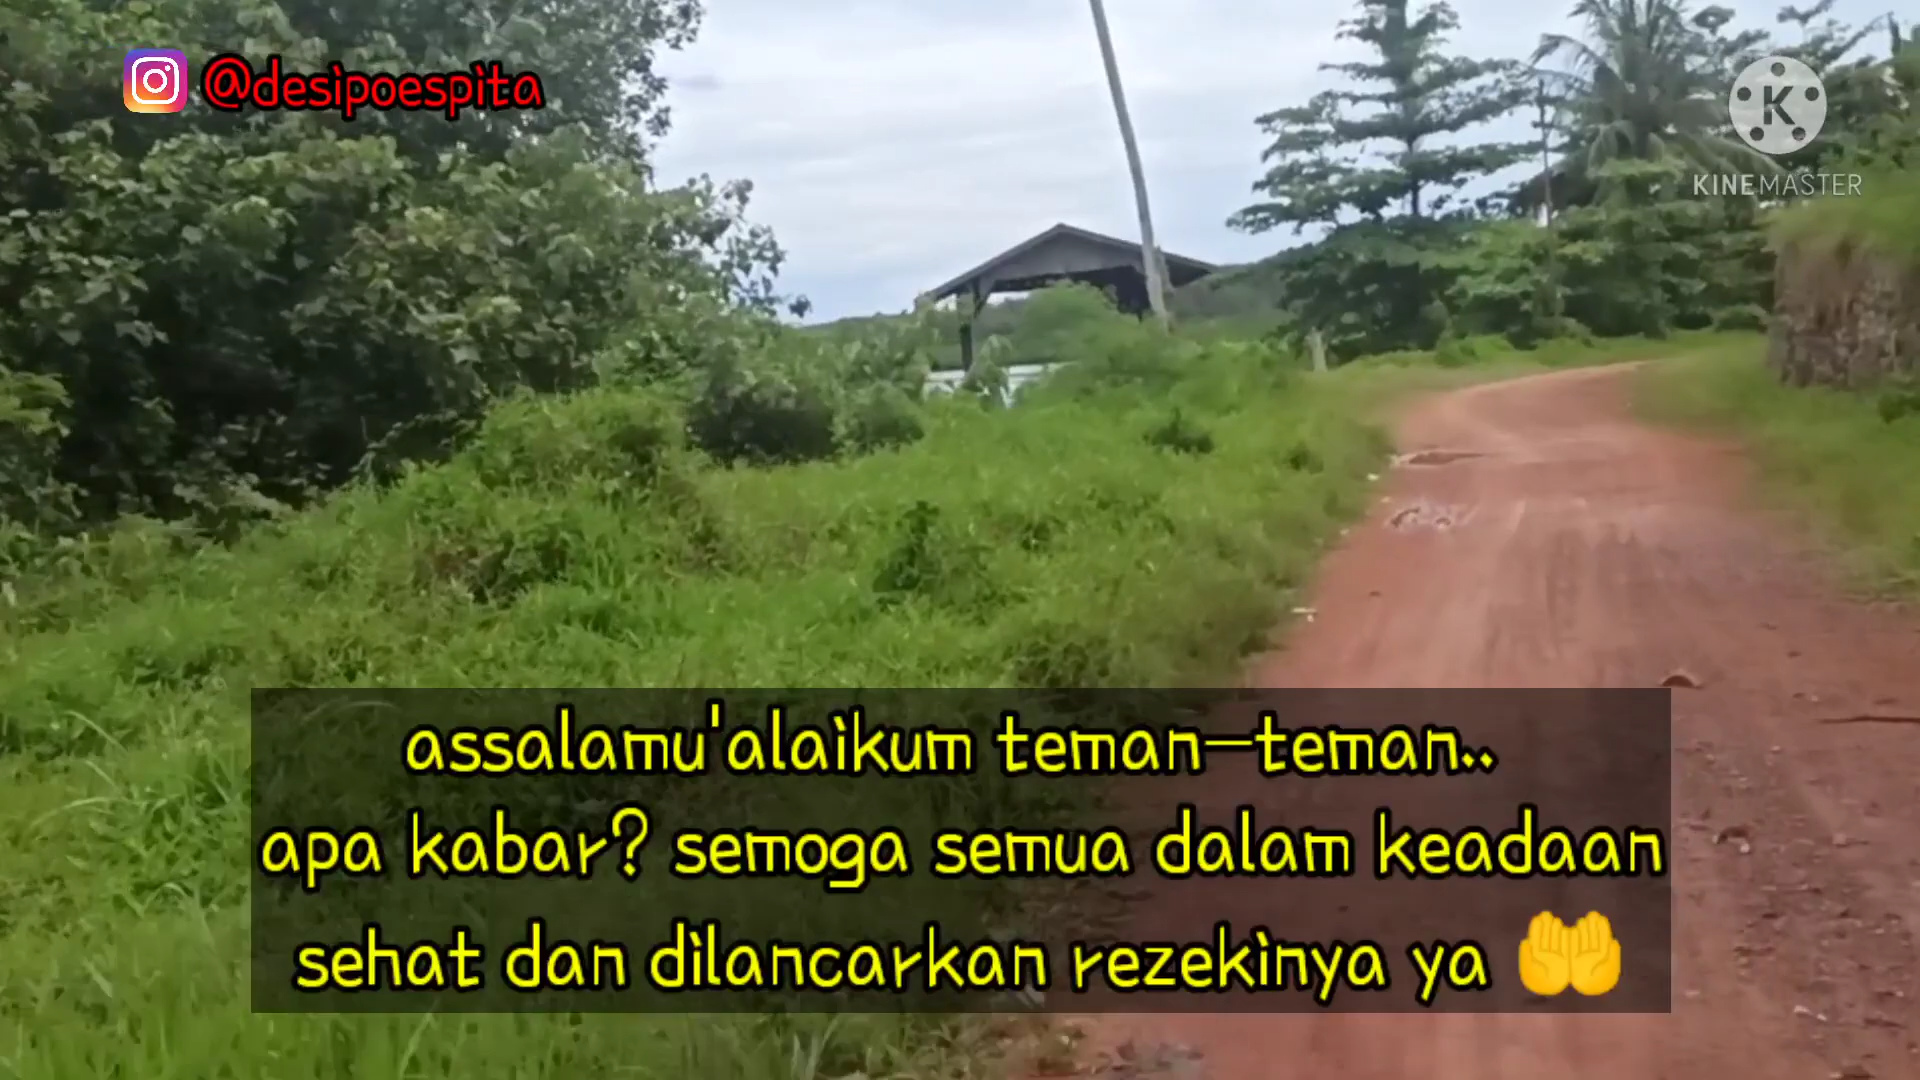 @desipoespita
KINEMASTER
assalamu'alaikum teman-teman..
apa kabar? semoga semua dalam keadaan
sehat dan dilancarkan rezekinya ya 🤲